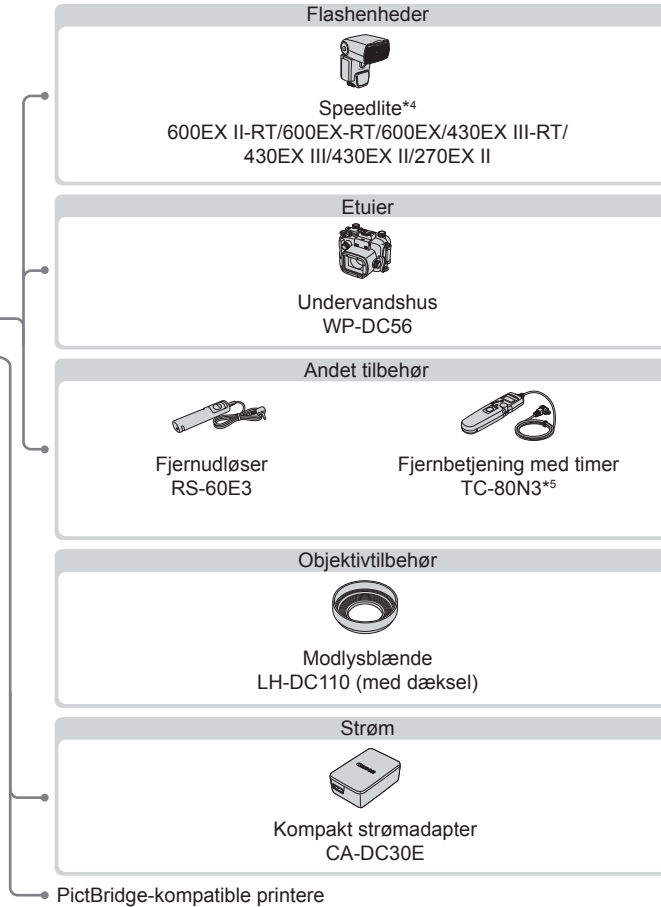 Flashenheder
Speedlite*4
600EX II-RT/600EX-RT/600EX/430EX III-RT/
430EX III/430EX II/270EX II
Etuier
Undervandshus
WP-DC56
Andet tilbehør
Fjernudløser
RS-60E3
Fjernbetjening med timer
TC-80N3*5
Objektivtilbehør
Modlysblænde
LH-DC110 (med dæksel)
Strøm
Canon
Kompakt strømadapter
CA-DC30E
PictBridge-kompatible printere